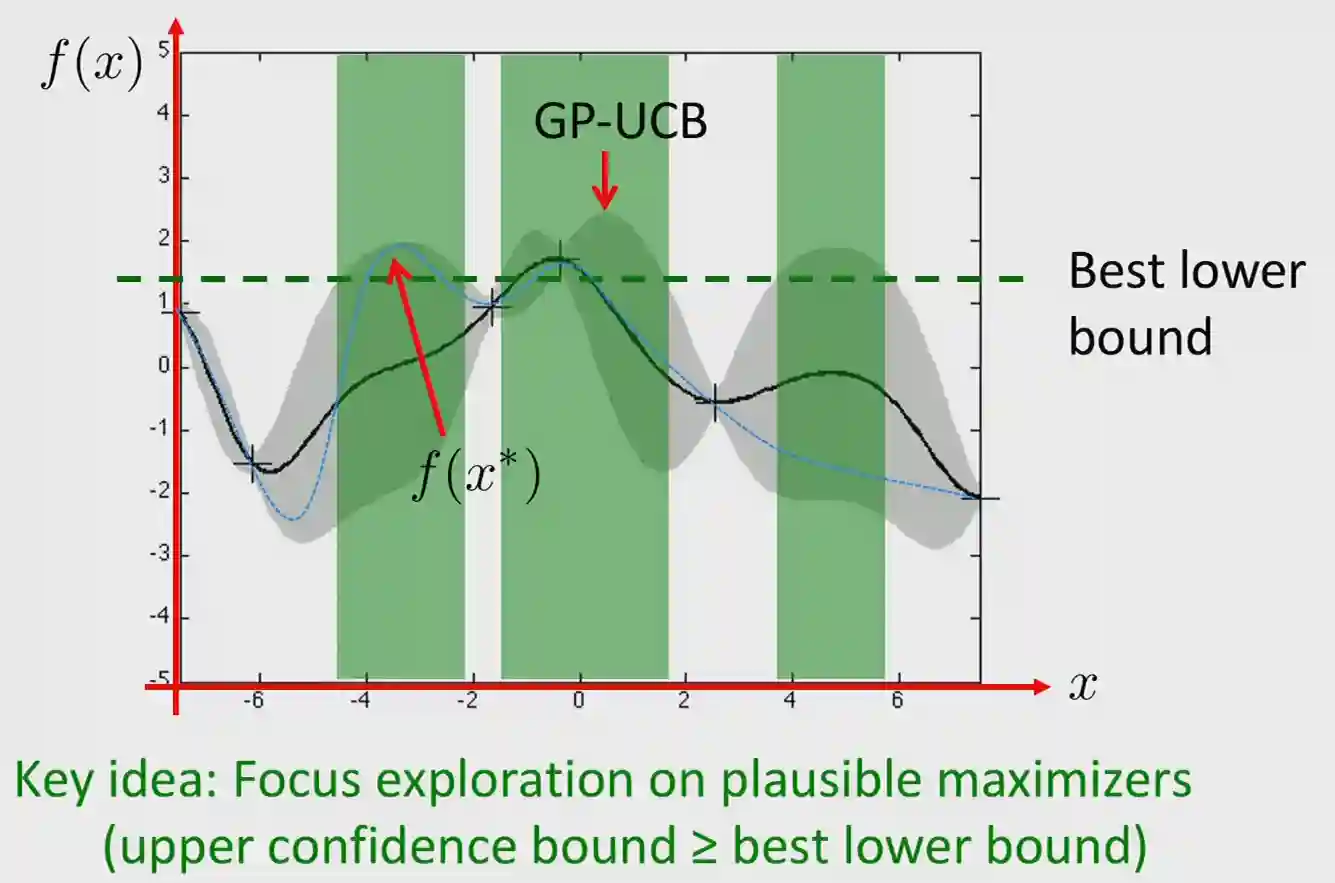 f(x)
5
4
3
2
1
0
-1
-2
-3
-4
-5
GP-UCB
Best lower
bound
f(x*)
-6 -4 -2 0 2 4 6
x
Key idea: Focus exploration on plausible maximizers
(upper confidence bound ≥ best lower bound)